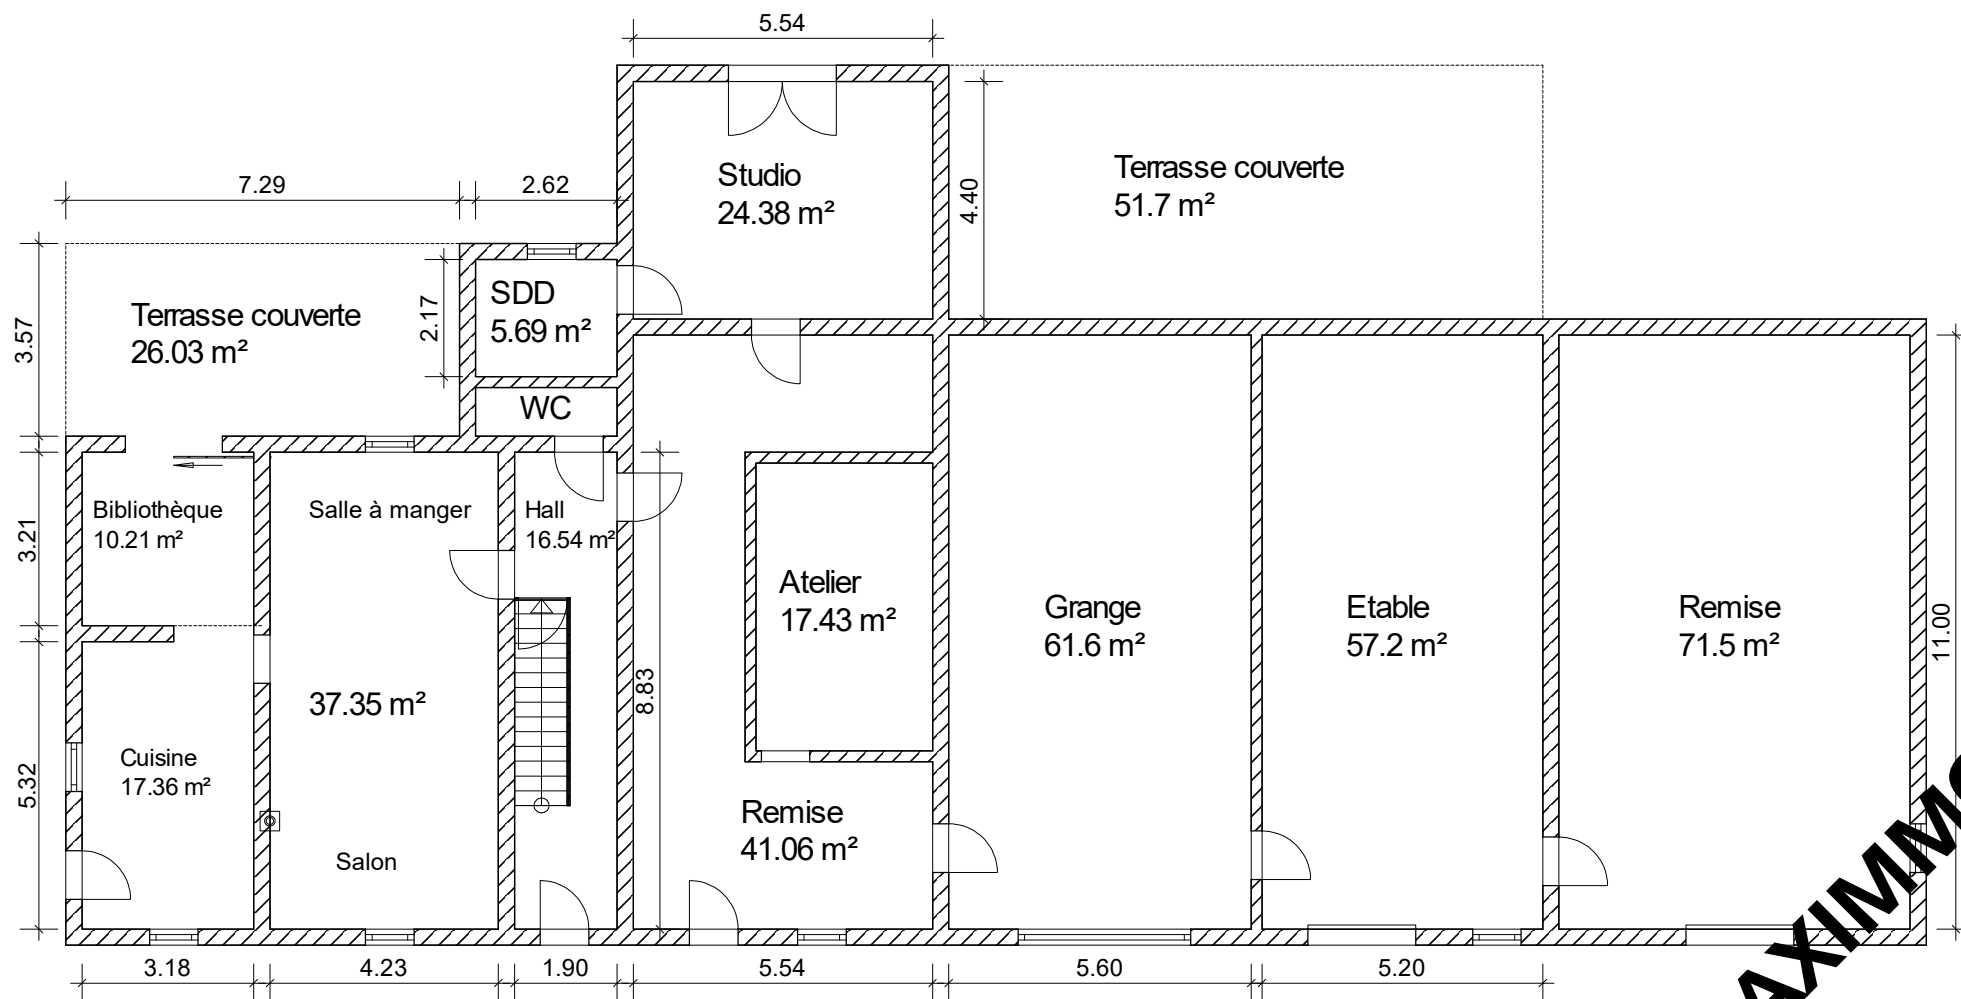 5.54
7.29
2.62
Studio
24.38 m²
4.40
Terrasse couverte
51.7 m²
3.57
Terrasse couverte
26.03 m²
2.17
SDD
5.69 m²
WC
3.21
Bibliothèque
10.21 m²
Salle à manger
Hall
16.54 m²
Atelier
17.43 m²
Grange
61.6 m²
Etable
57.2 m²
Remise
71.5 m²
11.00
8.83
37.35 m²
5.32
Cuisine
17.36 m²
Salon
Remise
41.06 m²
3.18
4.23
1.90
5.54
5.60
5.20